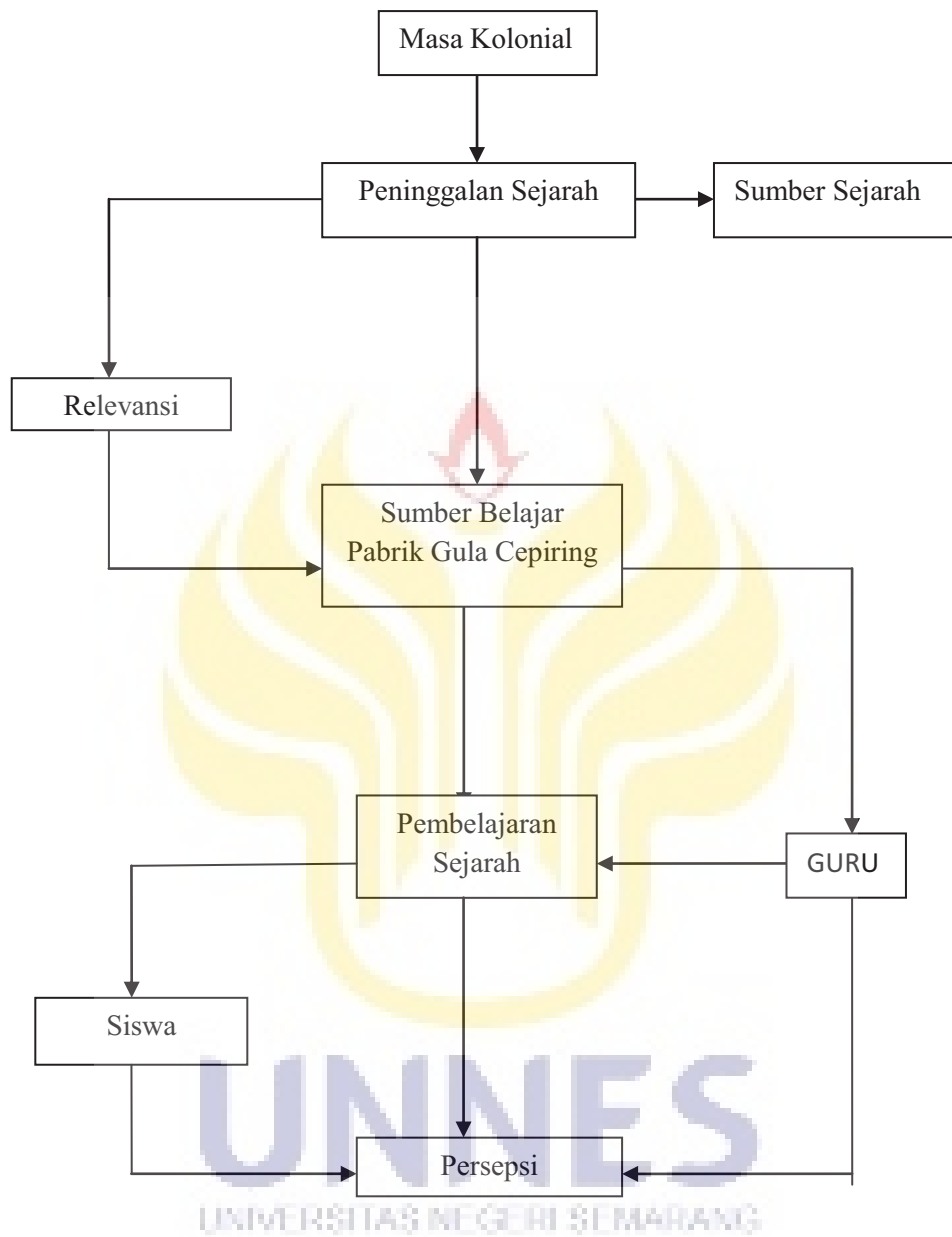 Masa Kolonial
Peninggalan Sejarah
Sumber Sejarah
Relevansi
Sumber Belajar
Pabrik Gula Cepiring
Pembelajaran
Sejarah
GURU
Siswa
UNNES
Persepsi
UNIVERSITAS NEGERI SEMARANG